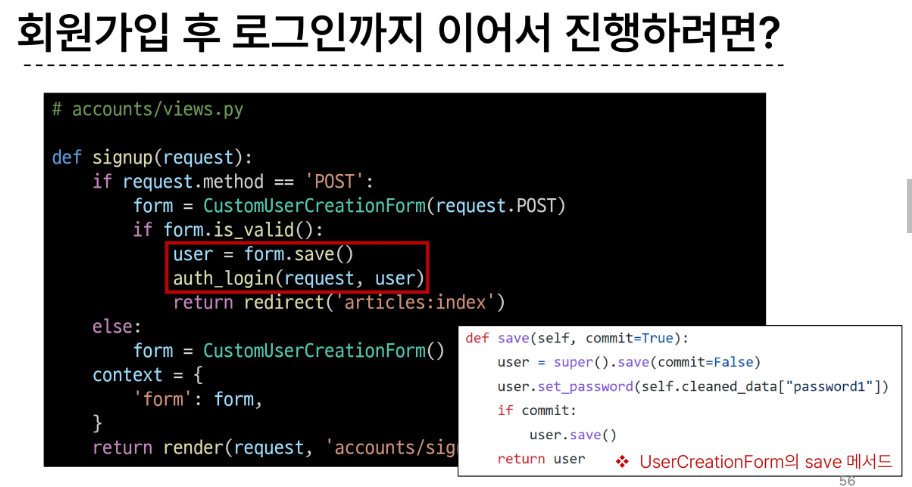 회원가입 후 로그인까지 이어서 진행하려면?
# accounts/views.py
def signup(request):
    if request.method == 'POST':
        form = CustomUserCreationForm(request.POST)
        if form.is_valid():
            user = form.save()
            auth_login(request, user)
            return redirect('articles:index')
    else:
        form = CustomUserCreationForm()
    context = {
        'form': form,
    }
    return render(request, 'accounts/sig
def save(self, commit=True):
    user = super().save(commit=False)
    user.set_password(self.cleaned_data["password1"])
    if commit:
        user.save()
    return user
❖ UserCreationForm의 save 메서드
56